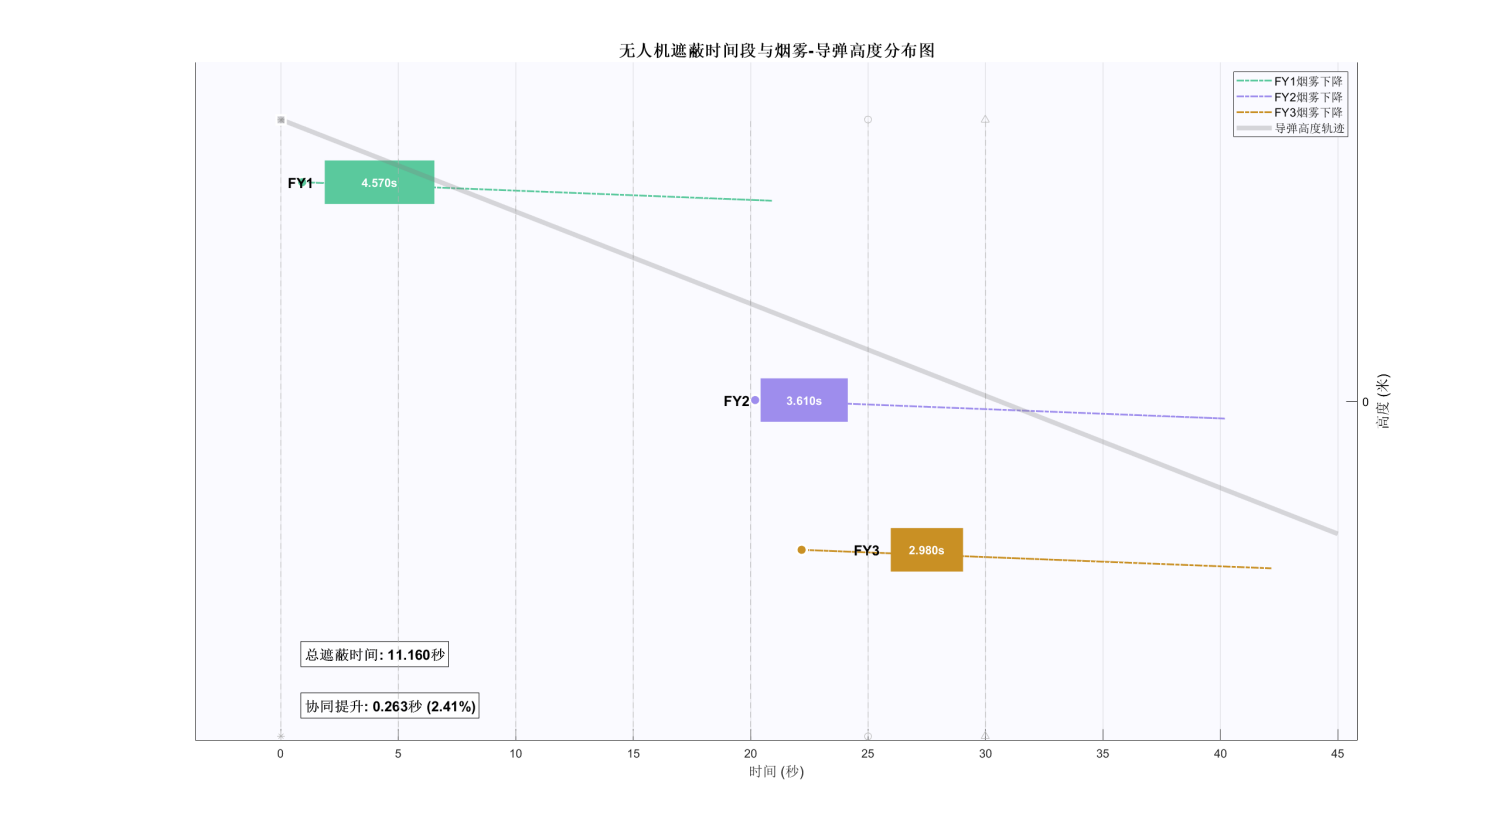 无人机遮蔽时间段与烟雾-导弹高度分布图
FY1烟雾下降
FY2烟雾下降
FY3烟雾下降
导弹高度轨迹
FY1
4.570s
FY2
3.610s
0
高度 (米)
FY3
2.980s
总遮蔽时间: 11.160秒
协同提升: 0.263秒 (2.41%)
0 5 10 15 20 25 30 35 40 45
时间 (秒)